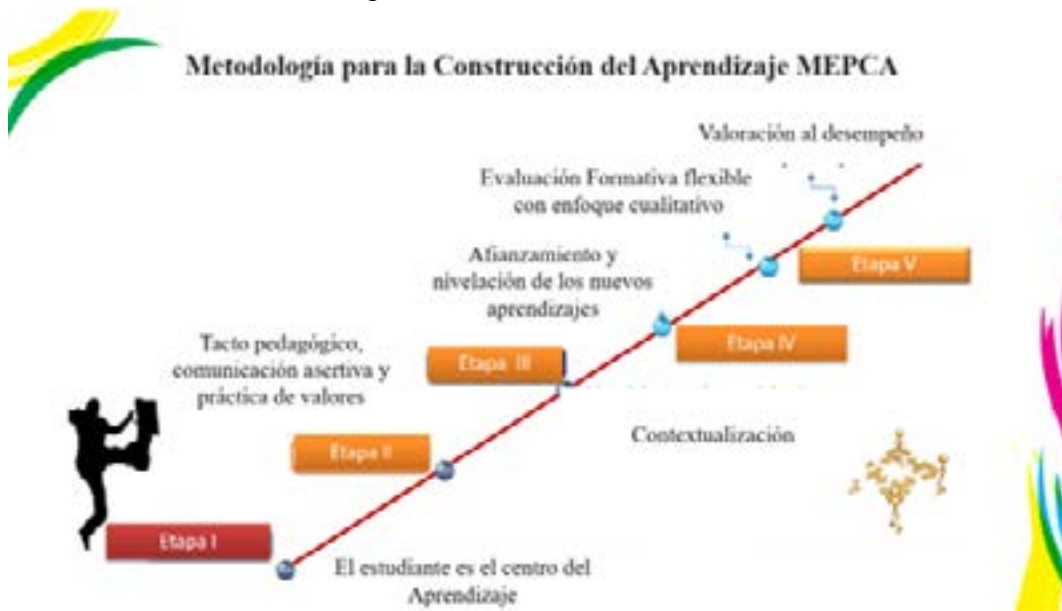 Metodología para la Construcción del Aprendizaje MEPCA
Valoración al desempeño
Evaluación Formativa flexible
con enfoque cualitativo
Etapa V
Afianzamiento y
nivelación de los nuevos
aprendizajes
Etapa IV
Tacto pedagógico,
comunicación asertiva y
práctica de valores
Etapa III
Contextualización
Etapa II
Etapa I
El estudiante es el centro del
Aprendizaje